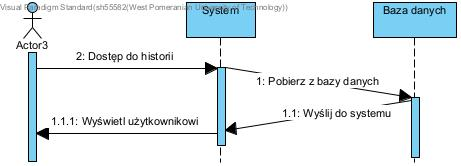 Visual Paradigm Standard(sh55582(West Pomeranian University of Technology))
System
Baza danych
Actor3
2: Dostęp do historii
1: Pobierz z bazy danych
1.1: Wyślij do systemu
1.1.1: Wyświetl użytkownikowi